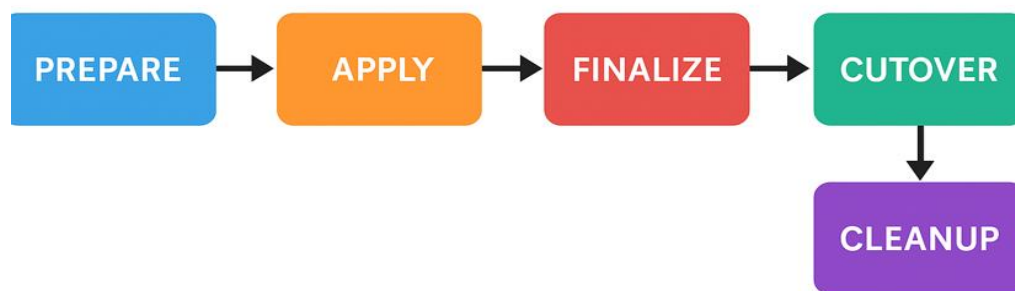 PREPARE
APPLY
FINALIZE
CUTOVER
CLEANUP